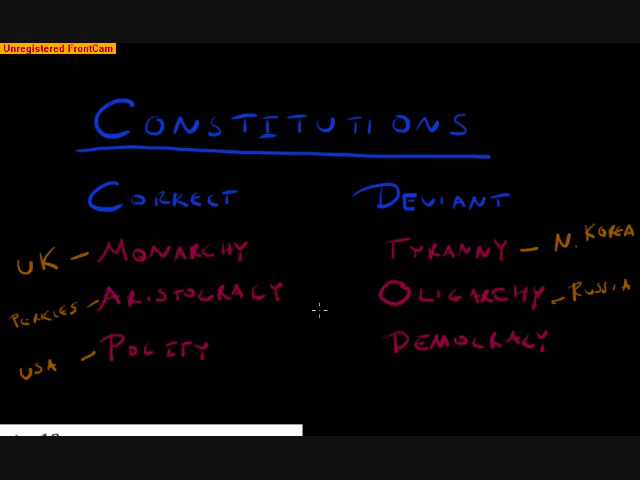 Unregistered FrontCam
CONSTITUTIONS
CORRECT DEVIANT
UK - MONARCHY TYRANNY - N. KOREA
PERICLES - ARISTOCRACY OLIGARCHY - RUSSIA
USA - POLITY DEMOCRACY